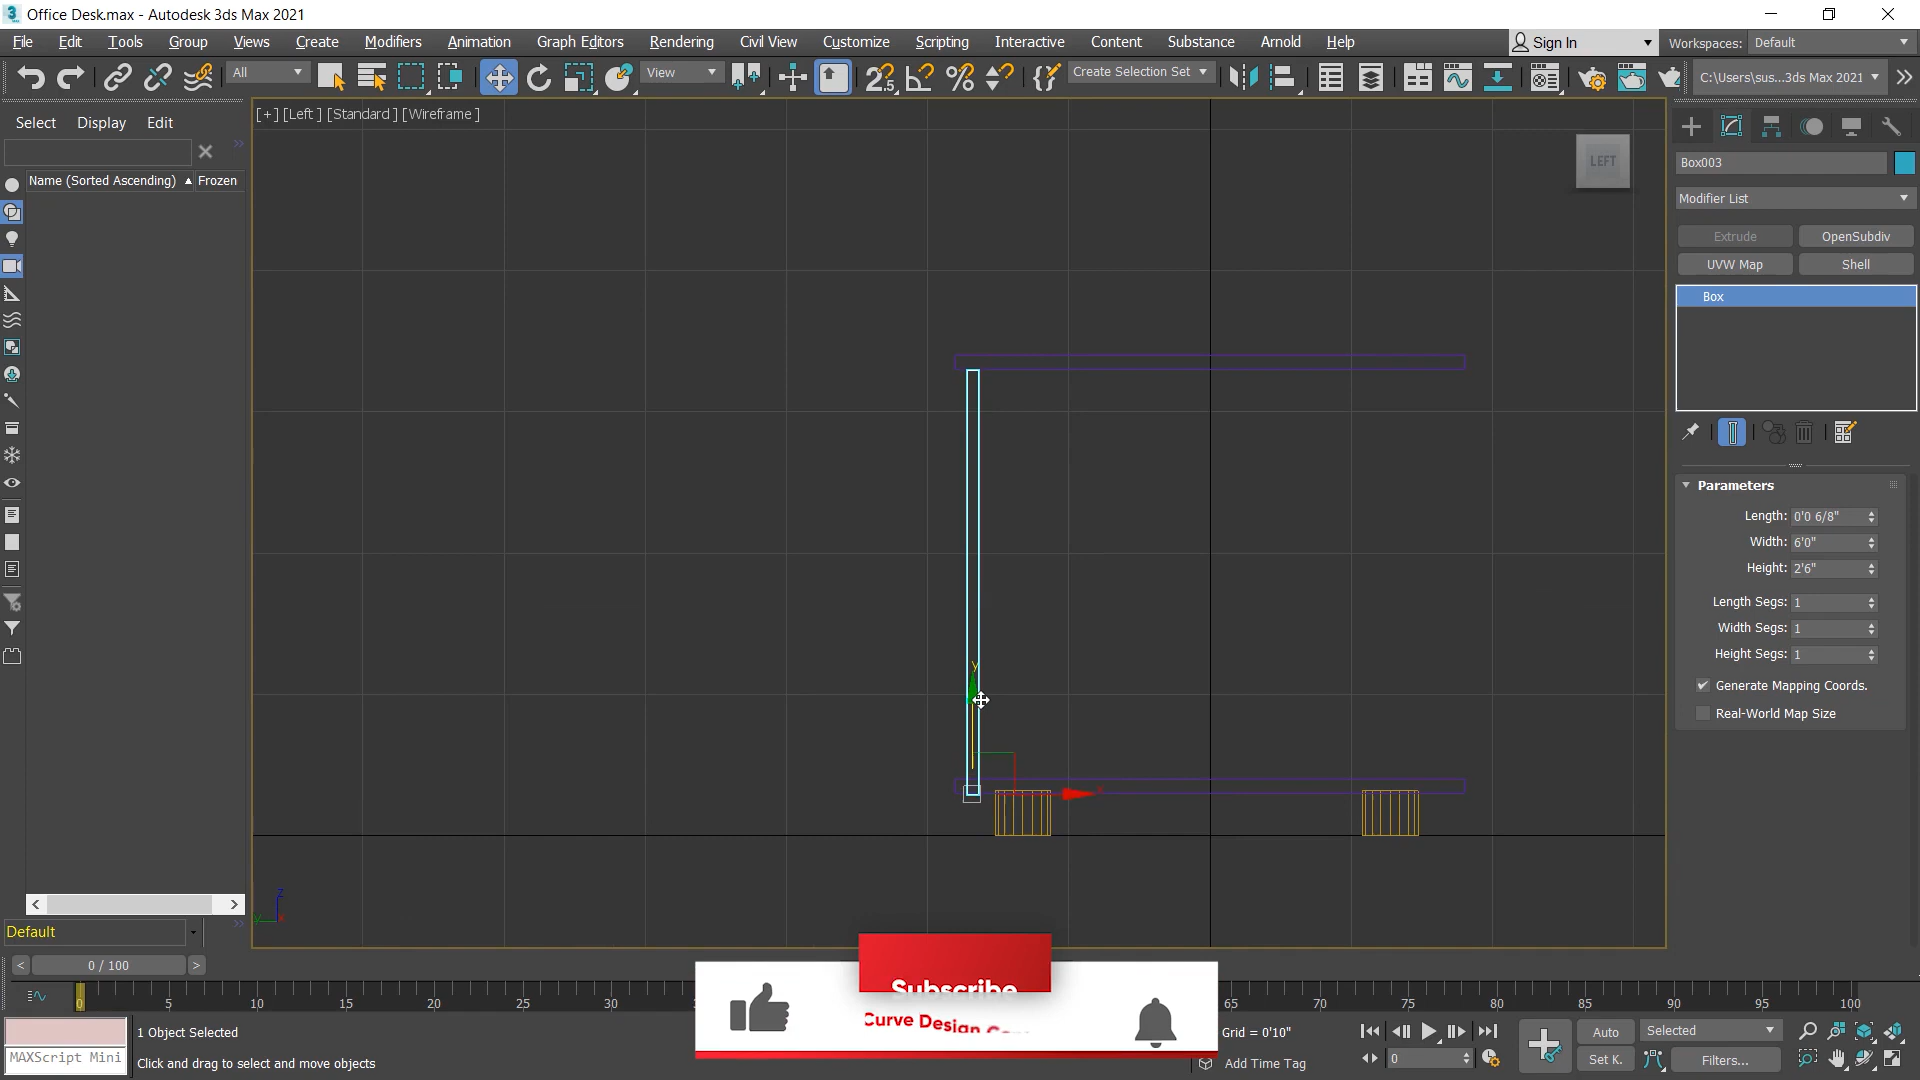 Office Desk.max - Autodesk 3ds Max 2021
File Edit Tools Group Views Create Modifiers Animation Graph Editors Rendering Civil View Customize Scripting Interactive Content Substance Arnold Help
Sign In
Workspaces: Default
All
View
2.5
Create Selection Set
C:\Users\sus...3ds Max 2021
Select Display Edit
[+] [Left ] [Standard ] [Wireframe ]
LEFT
Name (Sorted Ascending) Frozen
Box003
Modifier List
Extrude OpenSubdiv
UVW Map Shell
Box
Parameters
Length: 0'0 6/8"
Width: 6'0"
Height: 2'6"
Length Segs: 1
Width Segs: 1
Height Segs: 1
Generate Mapping Coords.
Real-World Map Size
y
x
z
y x
Default
0 / 100
0 5 10 15 20 25 30 65 70 75 80 85 90 95 100
Subscribe
Curve Design
1 Object Selected
MAXScript Mini
Click and drag to select and move objects
Grid = 0'10"
Add Time Tag
0
Auto
Set K.
Selected
Filters...